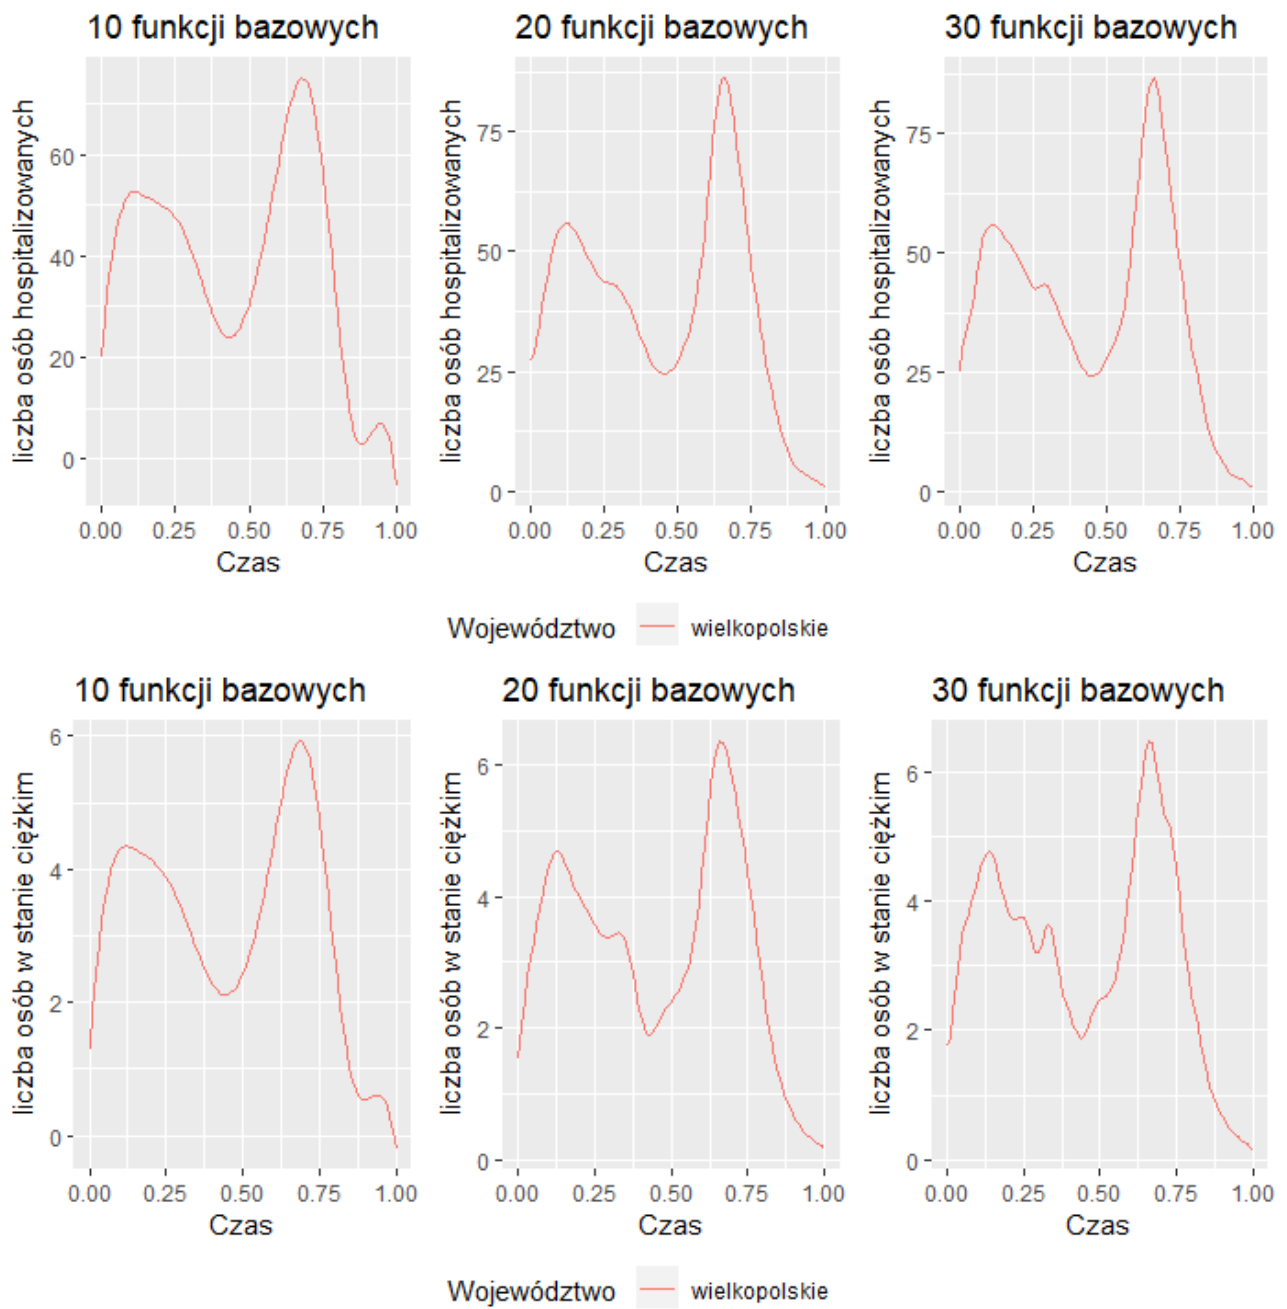 10 funkcji bazowych
20 funkcji bazowych
30 funkcji bazowych
liczba osób hospitalizowanych
60
40
20
0
0.00 0.25 0.50 0.75 1.00
Czas
liczba osób hospitalizowanych
75
50
25
0
0.00 0.25 0.50 0.75 1.00
Czas
liczba osób hospitalizowanych
75
50
25
0
0.00 0.25 0.50 0.75 1.00
Czas
Województwo wielkopolskie
10 funkcji bazowych
20 funkcji bazowych
30 funkcji bazowych
liczba osób w stanie ciężkim
6
4
2
0
0.00 0.25 0.50 0.75 1.00
Czas
liczba osób w stanie ciężkim
6
4
2
0
0.00 0.25 0.50 0.75 1.00
Czas
liczba osób w stanie ciężkim
6
4
2
0
0.00 0.25 0.50 0.75 1.00
Czas
Województwo wielkopolskie